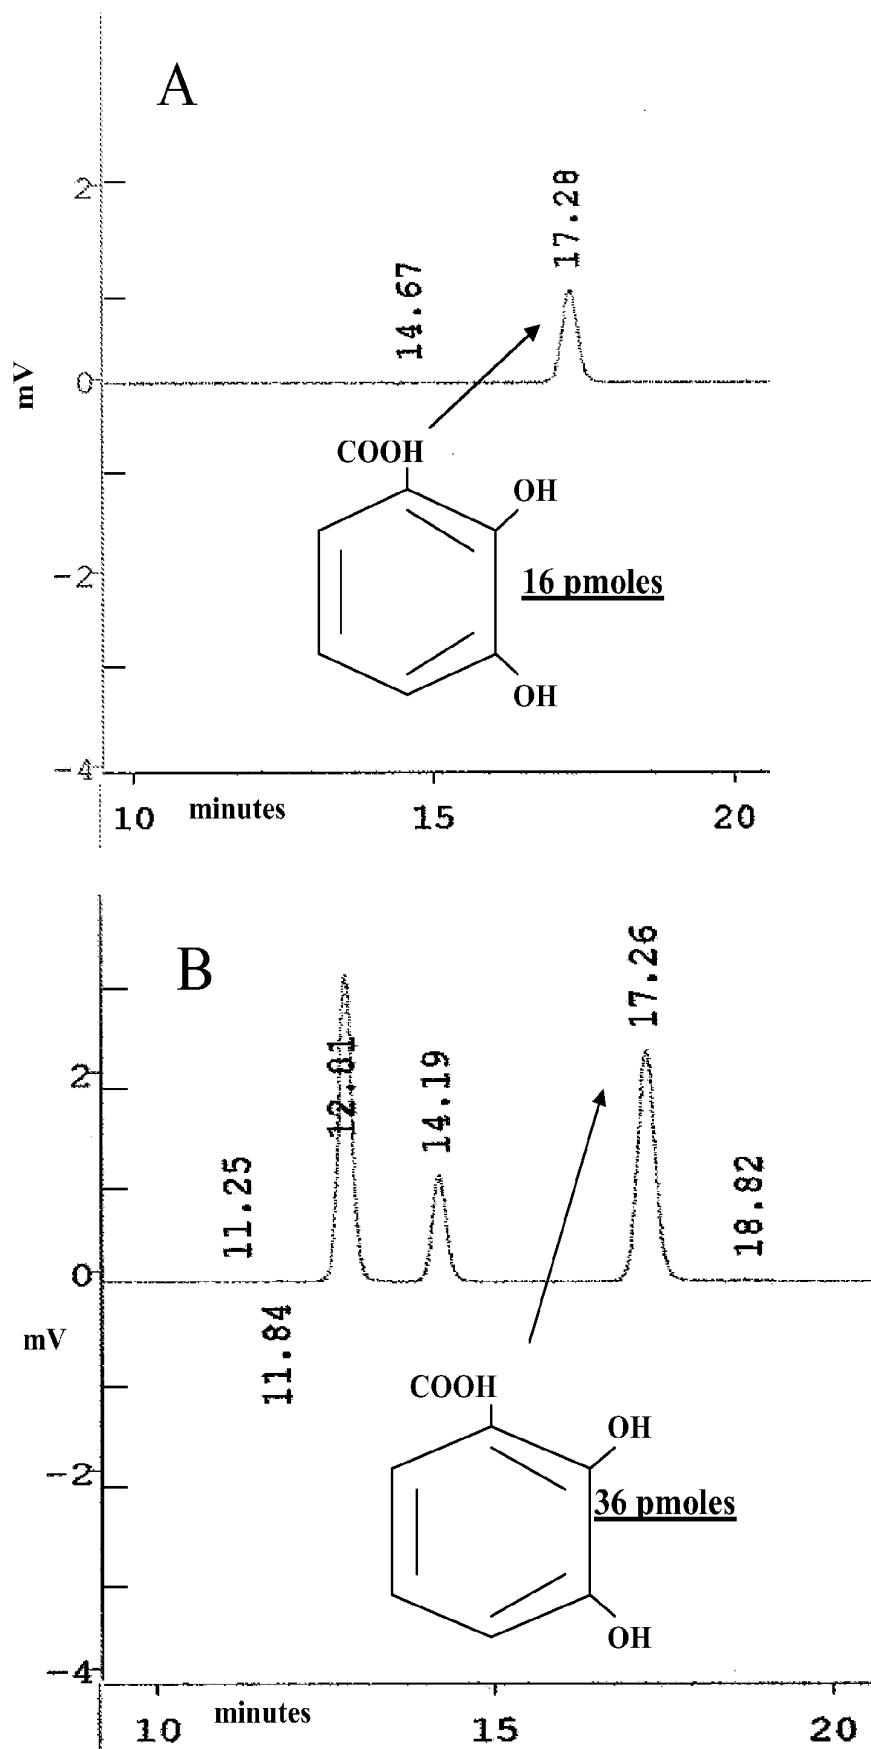 A
2
17.28
14.67
mV
0
COOH
OH
-2
16 pmoles
OH
-4
10 minutes 15 20
B
17.26
12.81
2
14.19
11.25
18.82
0
11.84
mV
COOH
OH
-2
36 pmoles
OH
-4
10 minutes 15 20